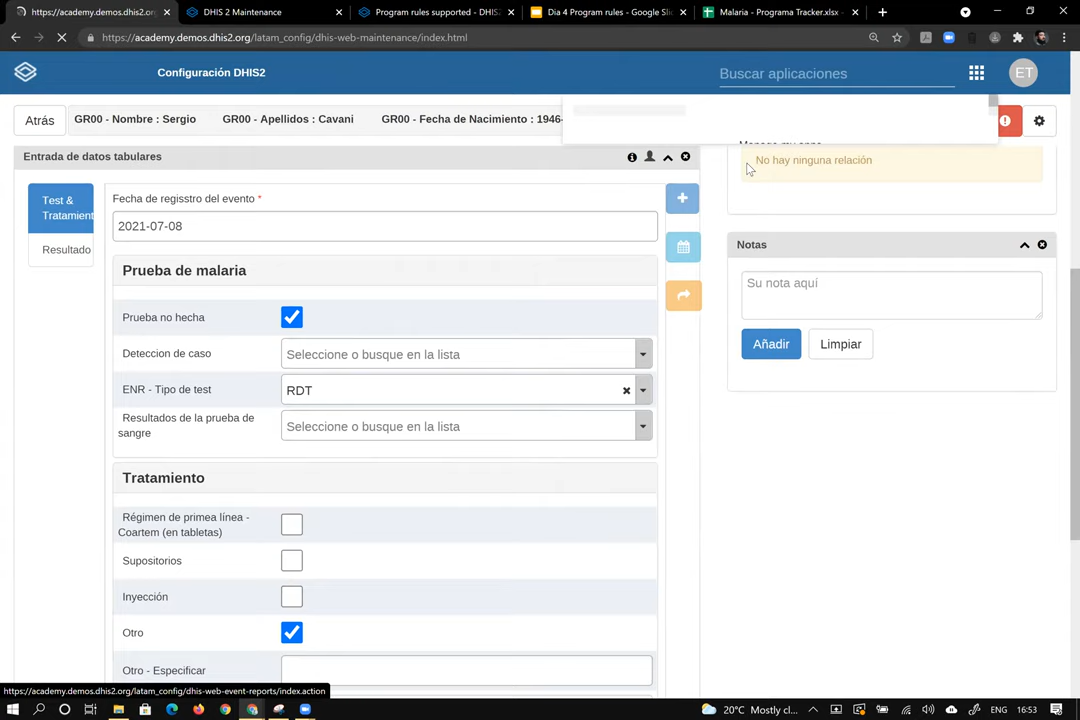 https://academy.demos.dhis2.org/
DHIS 2 Maintenance
Program rules supported - DHIS
Dia 4 Program rules - Google Slid
Malaria - Programa Tracker.xlsx -
https://academy.demos.dhis2.org/latam_config/dhis-web-maintenance/index.html
Configuración DHIS2
Buscar aplicaciones
ET
Atrás
GR00 - Nombre : Sergio
GR00 - Apellidos : Cavani
GR00 - Fecha de Nacimiento : 1946-
Entrada de datos tabulares
No hay ninguna relación
Test &
Tratamient
Resultado
Fecha de regisstro del evento *
2021-07-08
Prueba de malaria
Prueba no hecha
Deteccion de caso
Seleccione o busque en la lista
ENR - Tipo de test
RDT
Resultados de la prueba de
sangre
Seleccione o busque en la lista
Notas
Su nota aquí
Añadir
Limpiar
Tratamiento
Régimen de primea línea -
Coartem (en tabletas)
Supositorios
Inyección
Otro
Otro - Especificar
https://academy.demos.dhis2.org/latam_config/dhis-web-event-reports/index.action
20°C Mostly cl...
ENG
16:53